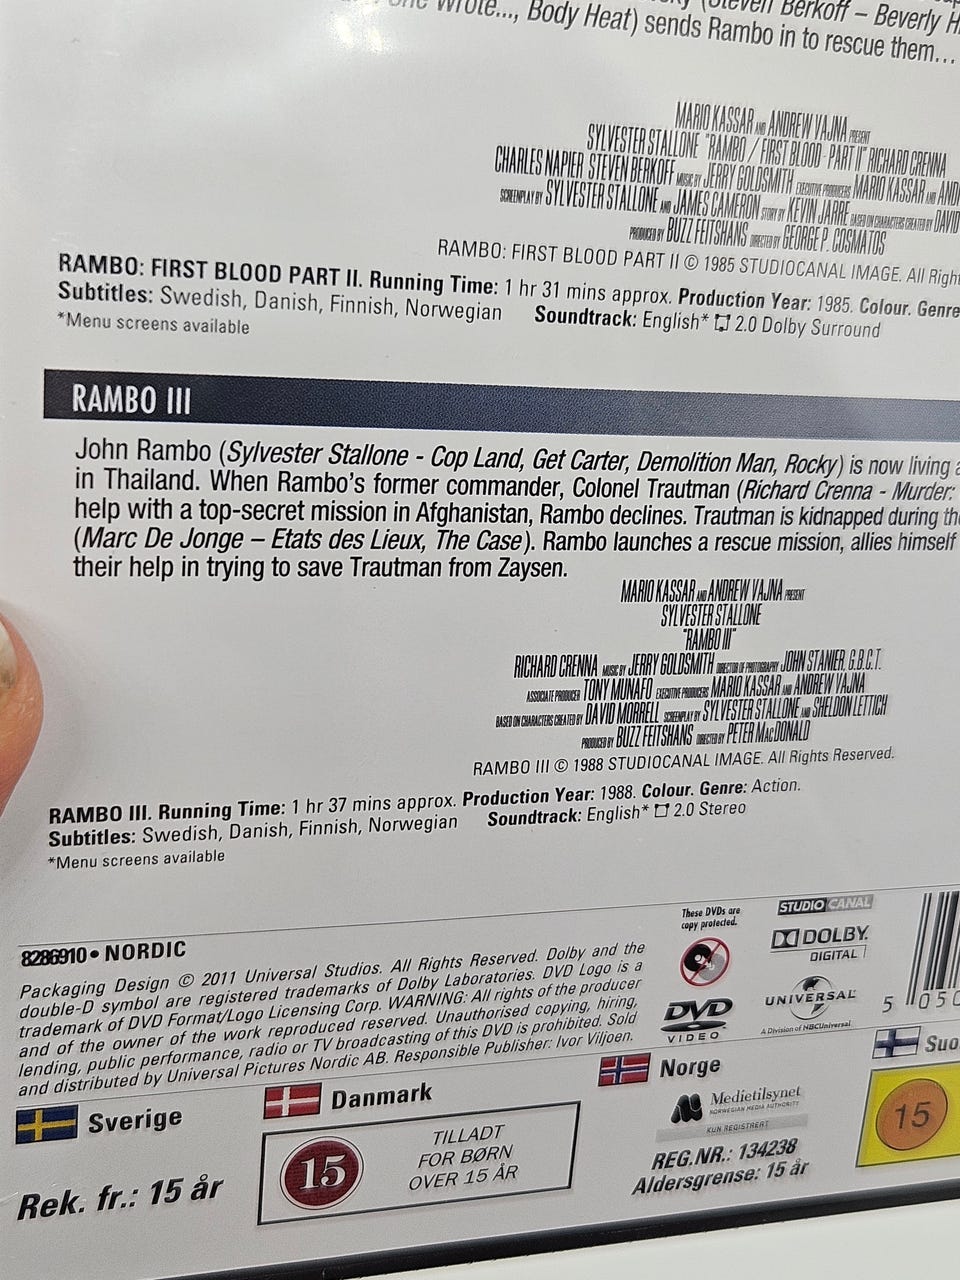 Wrote..., Body Heat) sends Rambo in to rescue them...
(Steven Berkoff – Beverly
MARIO KASSAR AND ANDREW VAJNA PRESENT
SYLVESTER STALLONE "RAMBO / FIRST BLOOD - PART II" RICHARD CRENNA
CHARLES NAPIER STEVEN BERKOFF MUSIC BY JERRY GOLDSMITH EXECUTIVE PRODUCERS MARIO KASSAR AND
SCREENPLAY BY SYLVESTER STALLONE AND JAMES CAMERON STORY BY KEVIN JARRE BASED ON CHARACTERS CREATED BY DAVID
PRODUCED BY BUZZ FEITSHANS DIRECTED BY GEORGE P. COSMATOS
RAMBO: FIRST BLOOD PART II © 1985 STUDIOCANAL IMAGE. All
RAMBO: FIRST BLOOD PART II. Running Time: 1 hr 31 mins approx. Production Year: 1985. Colour. Genre
Subtitles: Swedish, Danish, Finnish, Norwegian Soundtrack: English* 2.0 Dolby Surround
*Menu screens available
RAMBO III
John Rambo (Sylvester Stallone - Cop Land, Get Carter, Demolition Man, Rocky) is now living
in Thailand. When Rambo's former commander, Colonel Trautman (Richard Crenna - Murder:
help with a top-secret mission in Afghanistan, Rambo declines. Trautman is kidnapped during
(Marc De Jonge – Etats des Lieux, The Case). Rambo launches a rescue mission, allies himself
their help in trying to save Trautman from Zaysen.
MARIO KASSAR AND ANDREW VAJNA PRESENT
SYLVESTER STALLONE
"RAMBO III"
RICHARD CRENNA MUSIC BY JERRY GOLDSMITH DIRECTOR OF PHOTOGRAPHY JOHN STANIER, G.B.C.T.
ASSOCIATE PRODUCER TONY MUNAFO EXECUTIVE PRODUCERS MARIO KASSAR AND ANDREW VAJNA
BASED ON CHARACTERS CREATED BY DAVID MORRELL SCREENPLAY BY SYLVESTER STALLONE AND SHELDON LETTICH
PRODUCED BY BUZZ FEITSHANS DIRECTED BY PETER MacDONALD
RAMBO III © 1988 STUDIOCANAL IMAGE. All Rights Reserved.
RAMBO III. Running Time: 1 hr 37 mins approx. Production Year: 1988. Colour. Genre: Action.
Subtitles: Swedish, Danish, Finnish, Norwegian Soundtrack: English* 2.0 Stereo
*Menu screens available
8286910 • NORDIC
Packaging Design © 2011 Universal Studios. All Rights Reserved. Dolby and the
double-D symbol are registered trademarks of Dolby Laboratories. DVD Logo is a
trademark of DVD Format/Logo Licensing Corp. WARNING: All rights of the producer
and of the owner of the work reproduced reserved. Unauthorised copying, hiring,
lending, public performance, radio or TV broadcasting of this DVD is prohibited. Sold
and distributed by Universal Pictures Nordic AB. Responsible Publisher: Ivor Viljoen.
These DVDs are
copy protected.
DVD
VIDEO
STUDIOCANAL
DOLBY
DIGITAL
UNIVERSAL
A Division of NBCUniversal
5 050
Sverige
Rek. fr.: 15 år
Danmark
15
TILLADT
FOR BØRN
OVER 15 ÅR
Norge
Medietilsynet
NORWEGIAN MEDIA AUTHORITY
KUN REGISTRERT
REG.NR.: 134238
Aldersgrense: 15 år
Suo
15